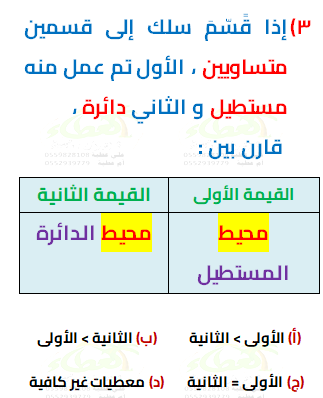 ٣) إذا قُسِّمَ سلك إلى قسمين
متساويين ، الأول تم عمل منه
مستطيل و الثاني دائرة ،
قارن بين :
القيمة الأولى القيمة الثانية
محيط المستطيل محيط الدائرة
(أ) الأولى > الثانية (ب) الثانية > الأولى
(ج) الأولى = الثانية (د) معطيات غير كافية